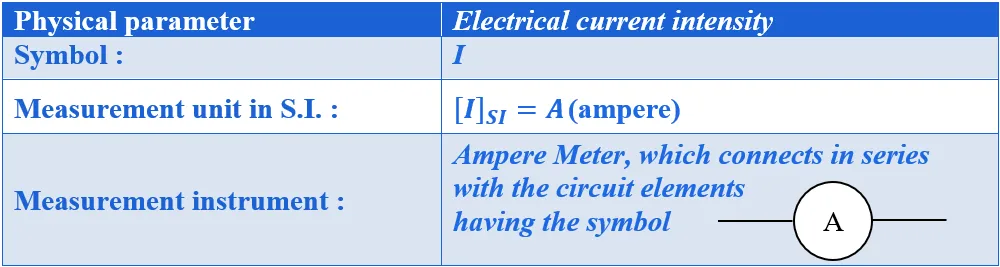 Physical parameter Electrical current intensity
Symbol : I
Measurement unit in S.I. : [I]SI = A (ampere)
Measurement instrument : Ampere Meter, which connects in series
with the circuit elements
having the symbol A